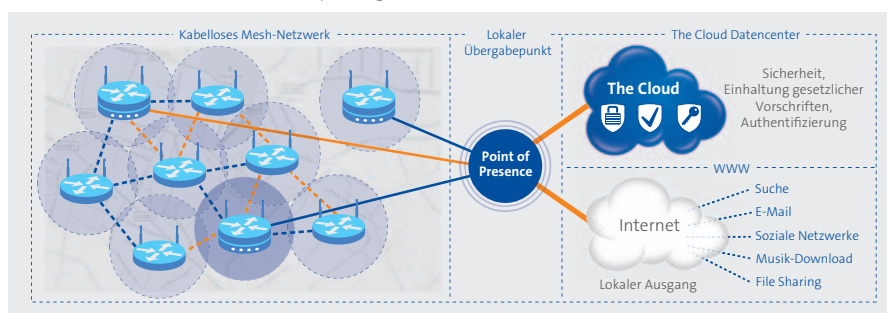 Kabelloses Mesh-Netzwerk
Lokaler
Übergabepunkt
The Cloud Datencenter
The Cloud
Sicherheit,
Einhaltung gesetzlicher
Vorschriften,
Authentifizierung
Point of
Presence
WWW
Internet
Suche
E-Mail
Soziale Netzwerke
Musik-Download
File Sharing
Lokaler Ausgang